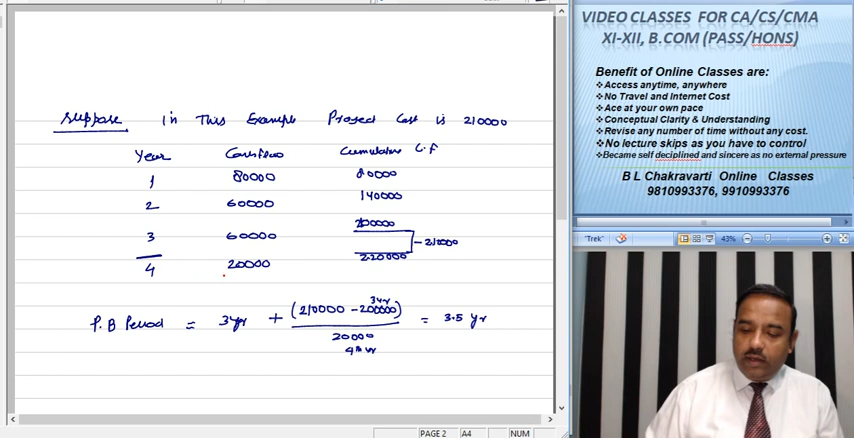 Suppose In This Example Project Cost is 210000
Year Cashflow Cumulative C.F
1 80000 80000
2 60000 140000
3 60000 200000
- 210000
4 20000 220000
P.B Period = 3 yr + (210000 - 200000) = 3.5 yr
3 yr
20000
4th yr
PAGE 2 A4 NUM
VIDEO CLASSES FOR CA/CS/CMA
XI-XII, B.COM (PASS/HONS)
Benefit of Online Classes are:
❖Access anytime, anywhere
❖No Travel and Internet Cost
❖Ace at your own pace
❖Conceptual Clarity & Understanding
❖Revise any number of time without any cost.
❖No lecture skips as you have to control
❖Became self deciplined and sincere as no external pressure
B L Chakravarti Online Classes
9810993376, 9910993376
"Trek" 43%